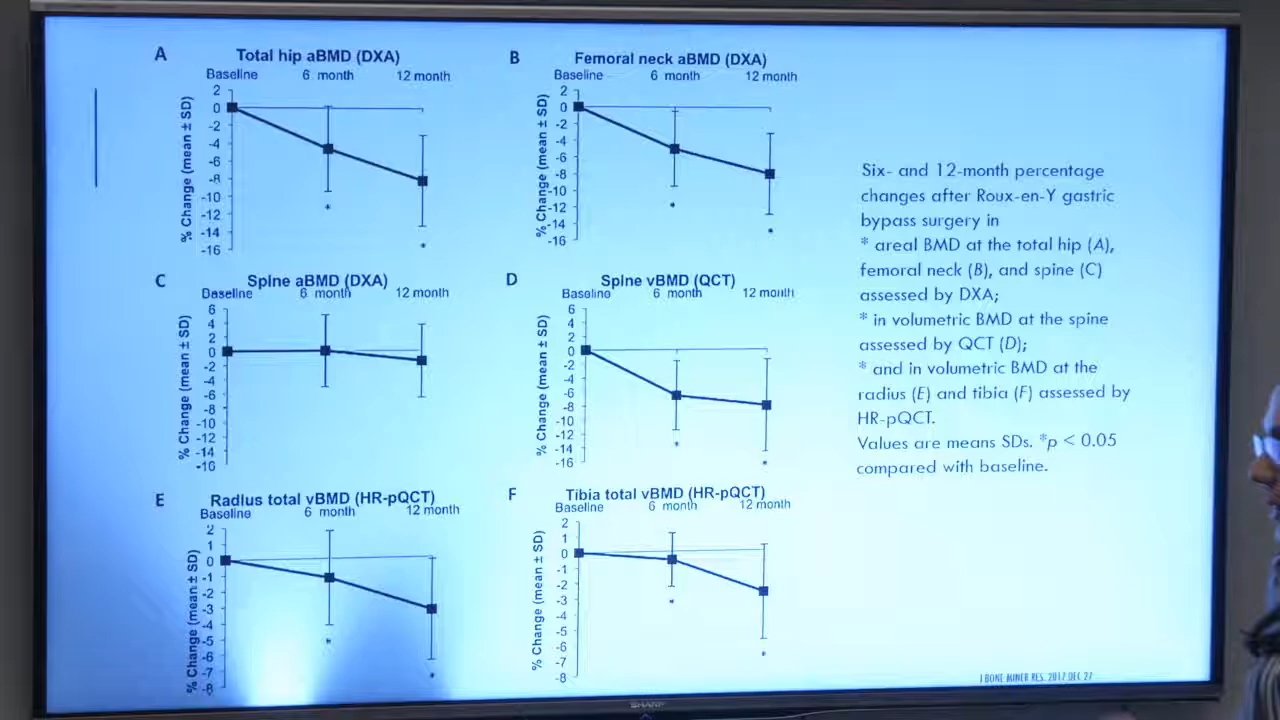 A
Total hip aBMD (DXA)
Baseline 6 month 12 month
% Change (mean ± SD)
2
0
-2
-4
-6
-8
-10
-12
-14
-16
*
*
B
Femoral neck aBMD (DXA)
Baseline 6 month 12 month
% Change (mean ± SD)
2
0
-2
-4
-6
-8
-10
-12
-14
-16
*
*
C
Spine aBMD (DXA)
Baseline 6 month 12 month
% Change (mean ± SD)
6
4
2
0
-2
-4
-6
-8
-10
-12
-14
-16
D
Spine vBMD (QCT)
Baseline 6 month 12 month
% Change (mean ± SD)
6
4
2
0
-2
-4
-6
-8
-10
-12
-14
-16
*
*
E
Radius total vBMD (HR-pQCT)
Baseline 6 month 12 month
% Change (mean ± SD)
2
1
0
-1
-2
-3
-4
-5
-6
-7
-8
*
*
F
Tibia total vBMD (HR-pQCT)
Baseline 6 month 12 month
% Change (mean ± SD)
2
1
0
-1
-2
-3
-4
-5
-6
-7
-8
*
*
Six- and 12-month percentage
changes after Roux-en-Y gastric
bypass surgery in
* areal BMD at the total hip (A),
femoral neck (B), and spine (C)
assessed by DXA;
* in volumetric BMD at the spine
assessed by QCT (D);
* and in volumetric BMD at the
radius (E) and tibia (F) assessed by
HR-pQCT.
Values are means SDs. *p < 0.05
compared with baseline.
J BONE MINER RES. 2017 DEC 27
SHARP